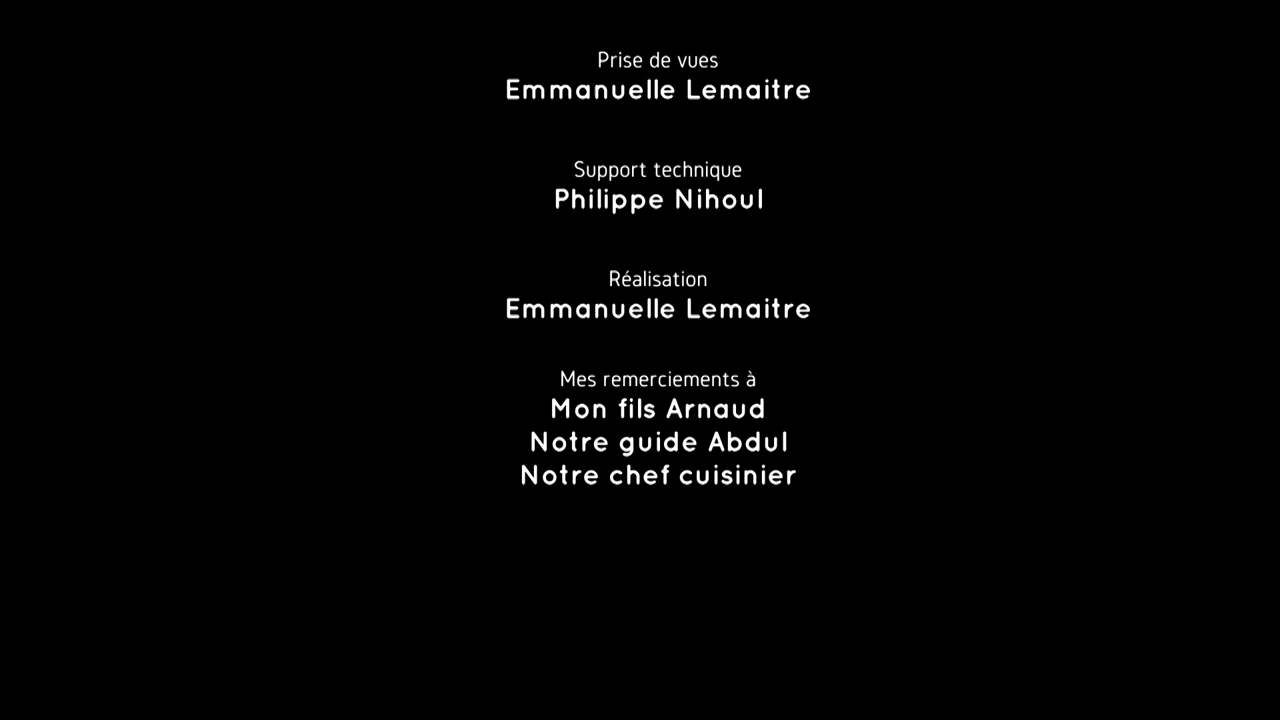 Prise de vues
Emmanuelle Lemaitre
Support technique
Philippe Nihoul
Réalisation
Emmanuelle Lemaitre
Mes remerciements à
Mon fils Arnaud
Notre guide Abdul
Notre chef cuisinier